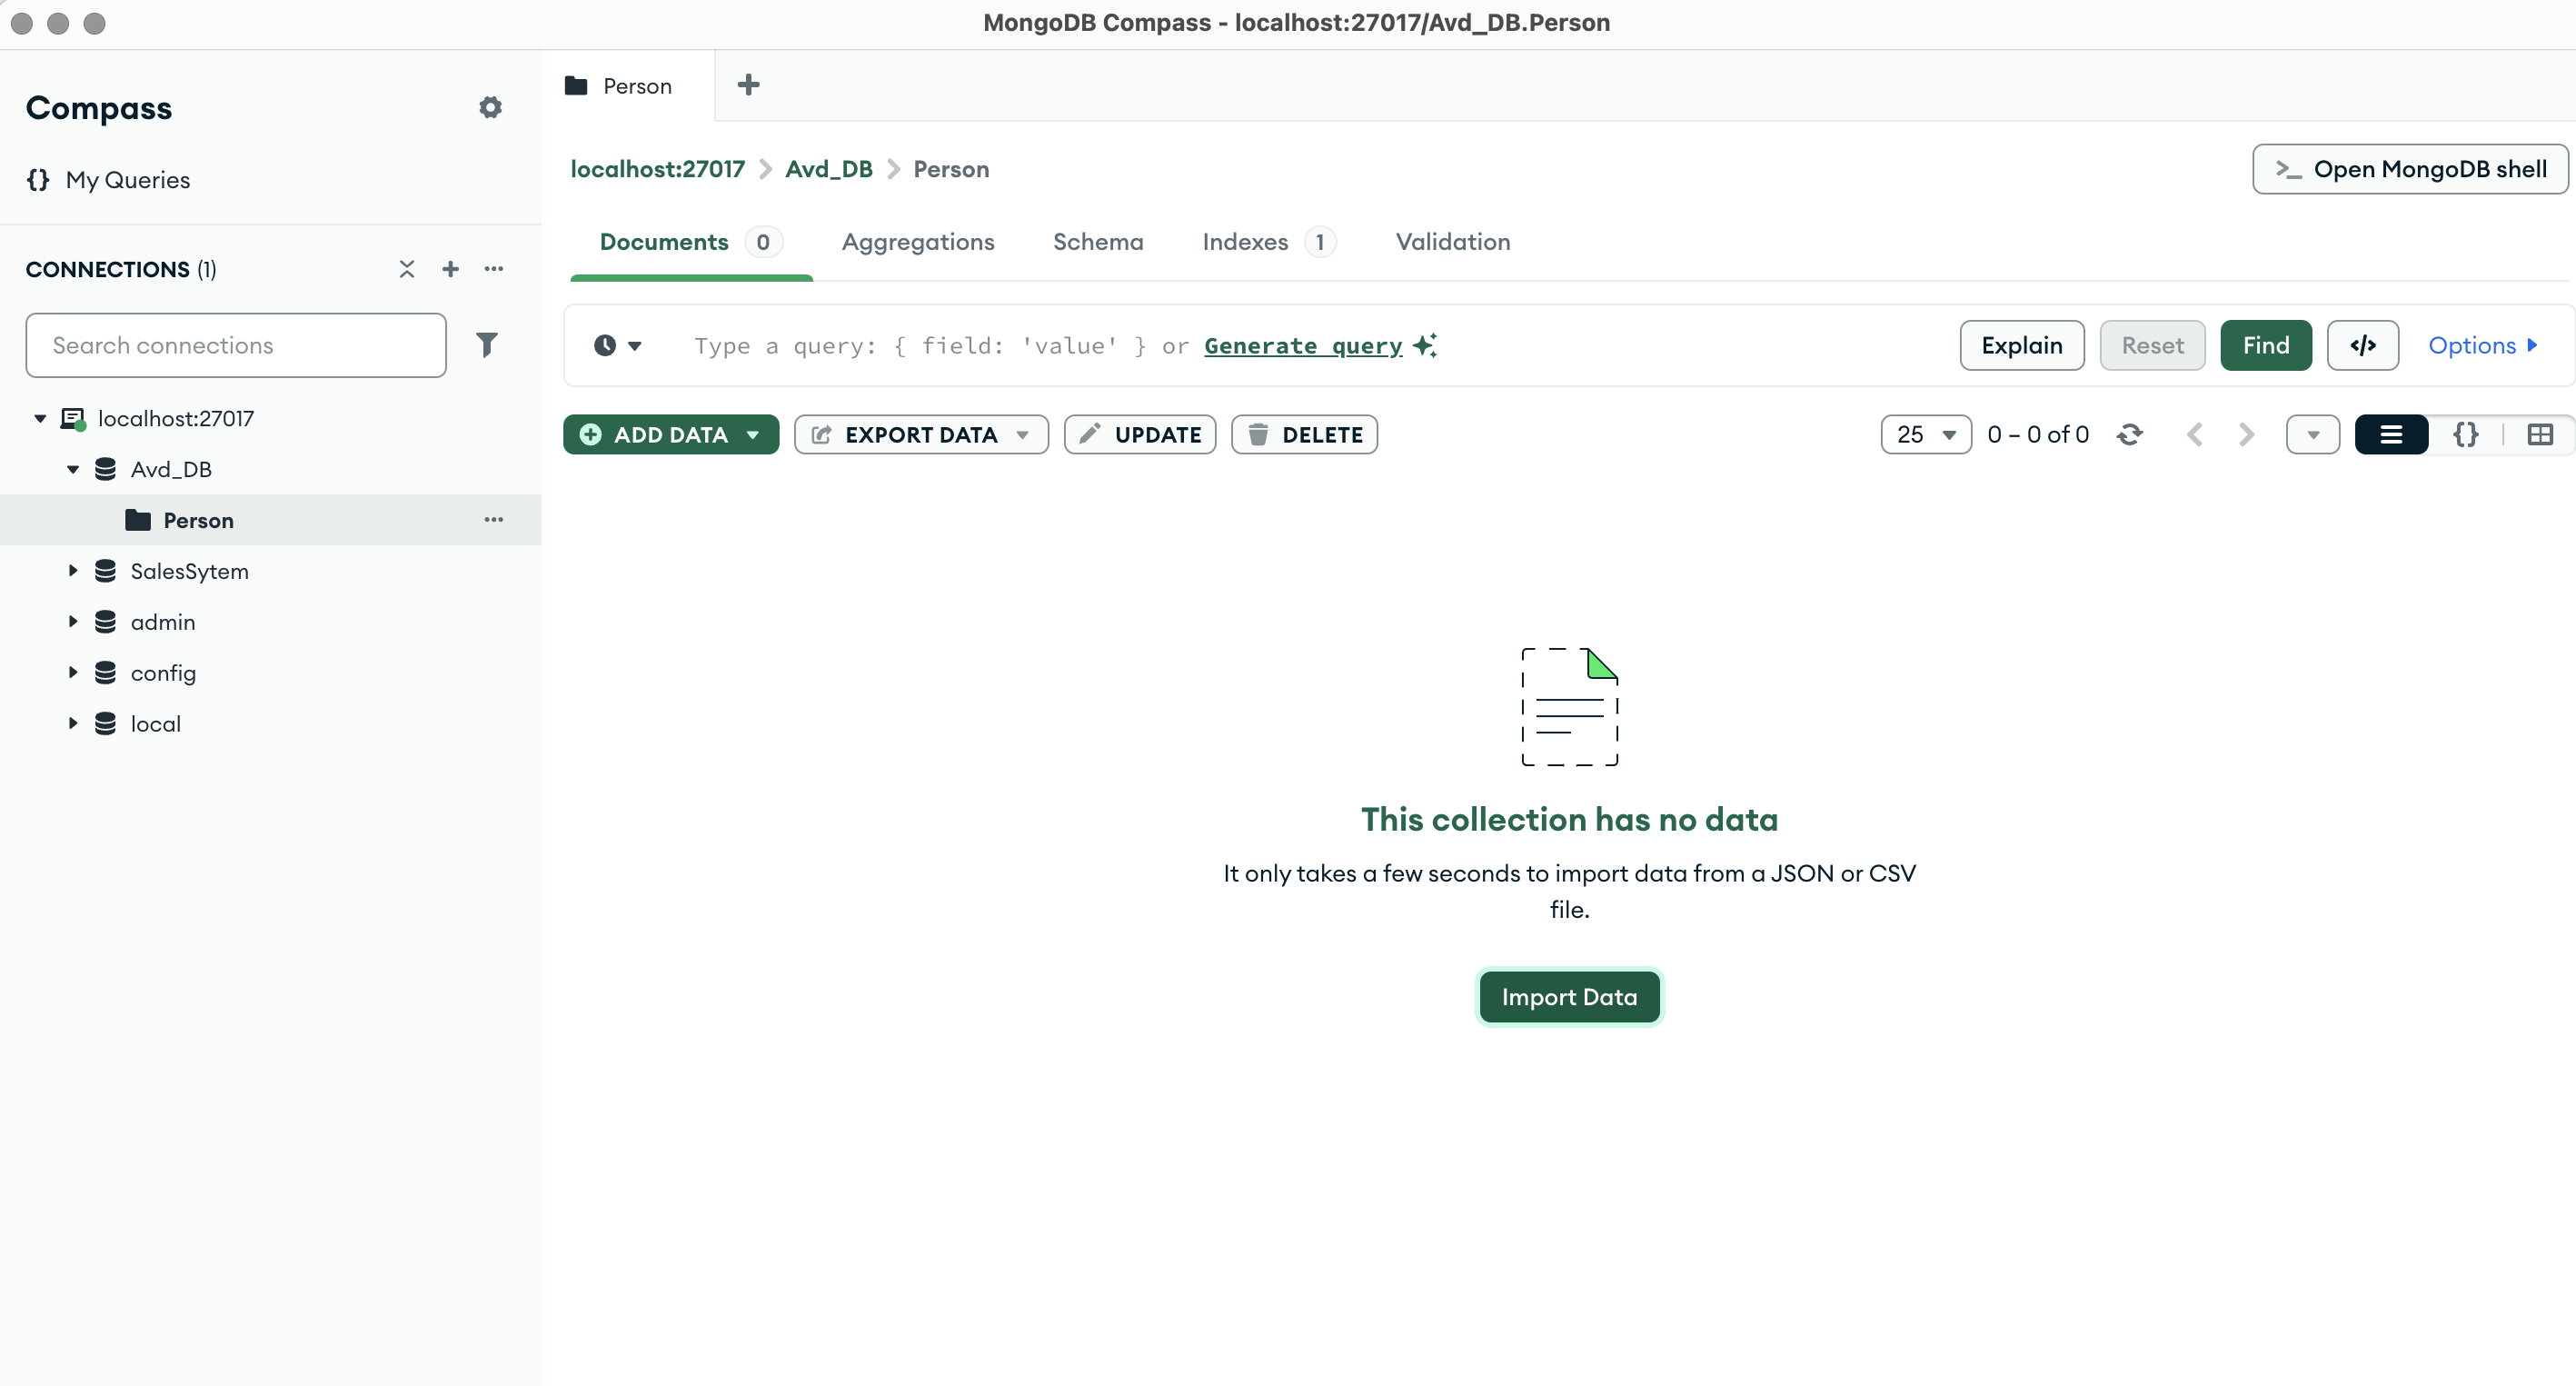 MongoDB Compass - localhost:27017/Avd_DB.Person
Compass
My Queries
CONNECTIONS (1)
Search connections
localhost:27017
Avd_DB
Person
SalesSytem
admin
config
local
Person
localhost:27017 > Avd_DB > Person
Open MongoDB shell
Documents 0 Aggregations Schema Indexes 1 Validation
Type a query: { field: 'value' } or Generate query
Explain Reset Find </> Options
ADD DATA EXPORT DATA UPDATE DELETE 25 0 – 0 of 0 {}
This collection has no data
It only takes a few seconds to import data from a JSON or CSV
file.
Import Data